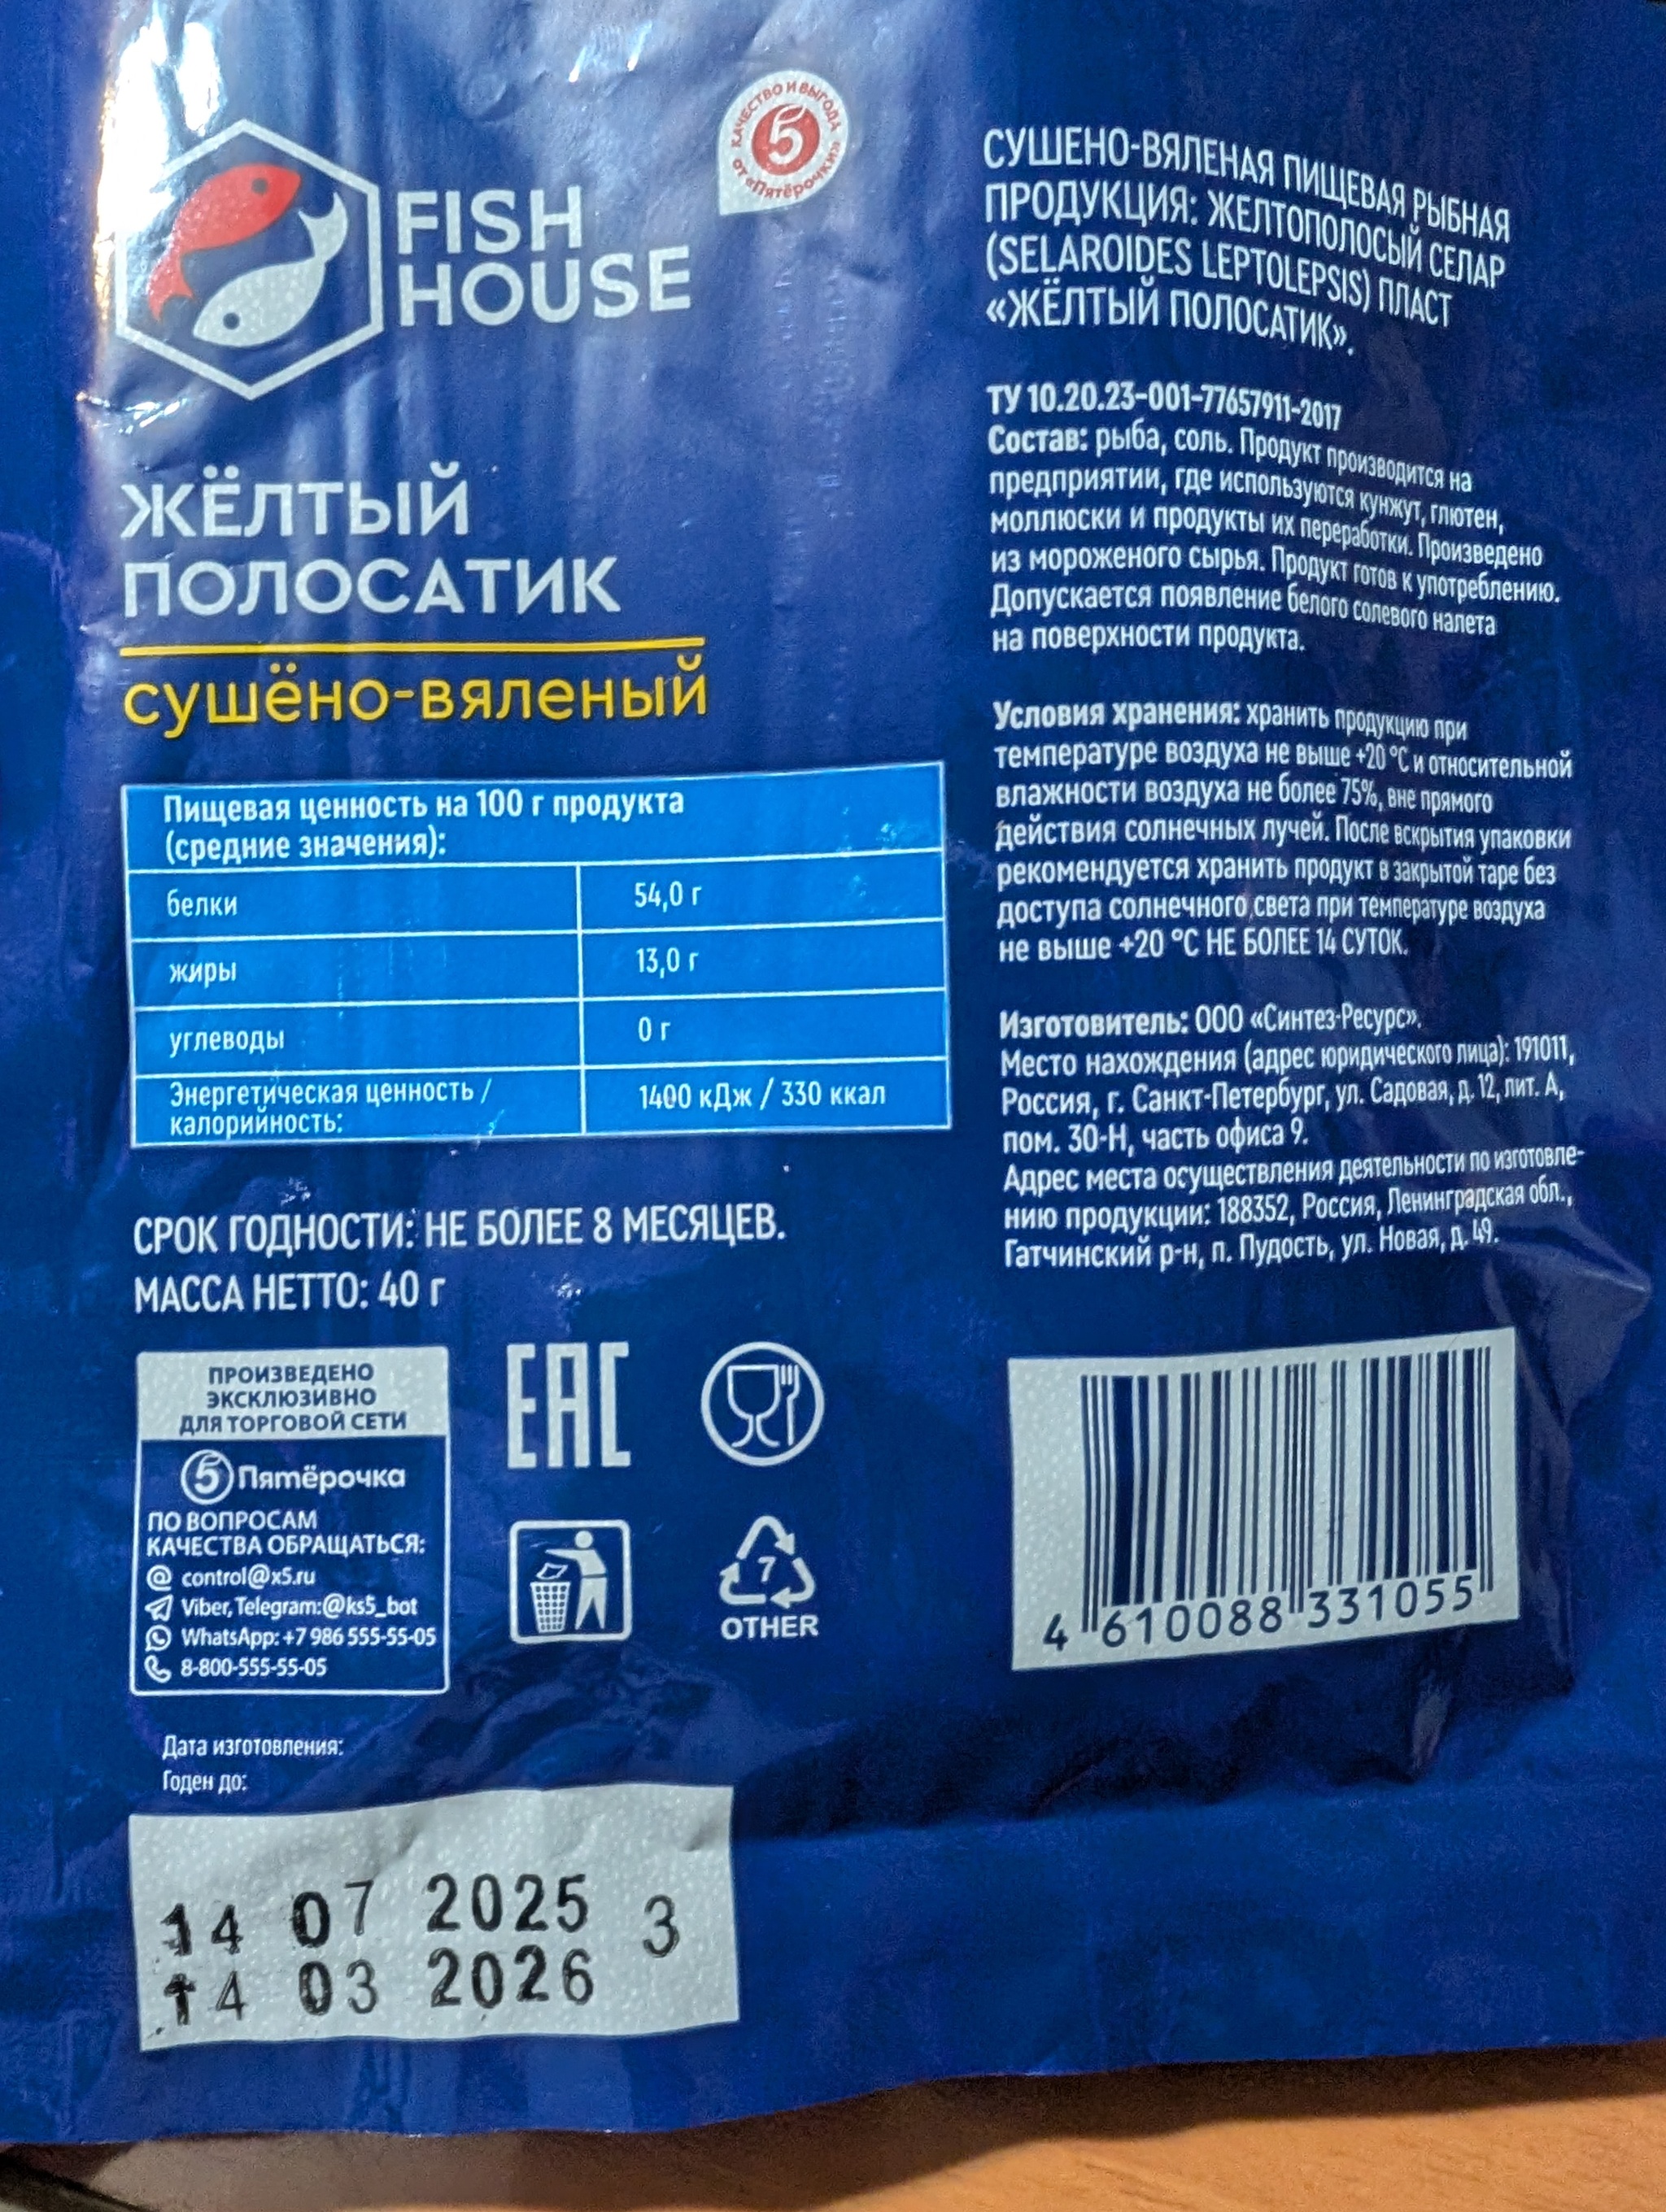 FISH
HOUSE
КАЧЕСТВО И ВЫГОДА
5
от «Пятёрочки»
ЖЁЛТЫЙ
ПОЛОСАТИК
сушёно-вяленый
Пищевая ценность на 100 г продукта
(средние значения):
белки 54,0 г
жиры 13,0 г
углеводы 0 г
Энергетическая ценность /
калорийность: 1400 кДж / 330 ккал
СРОК ГОДНОСТИ: НЕ БОЛЕЕ 8 МЕСЯЦЕВ.
МАССА НЕТТО: 40 г
ПРОИЗВЕДЕНО
ЭКСКЛЮЗИВНО
ДЛЯ ТОРГОВОЙ СЕТИ
5 Пятёрочка
ПО ВОПРОСАМ
КАЧЕСТВА ОБРАЩАТЬСЯ:
@ control@x5.ru
Viber, Telegram:@ks5_bot
WhatsApp: +7 986 555-55-05
8-800-555-55-05
EAC
7
OTHER
Дата изготовления:
Годен до:
14 07 2025 3
14 03 2026
СУШЕНО-ВЯЛЕНАЯ ПИЩЕВАЯ РЫБНАЯ
ПРОДУКЦИЯ: ЖЕЛТОПОЛОСЫЙ СЕЛАР
(SELAROIDES LEPTOLEPSIS) ПЛАСТ
«ЖЁЛТЫЙ ПОЛОСАТИК».
ТУ 10.20.23-001-77657911-2017
Состав: рыба, соль. Продукт производится на
предприятии, где используются кунжут, глютен,
моллюски и продукты их переработки. Произведено
из мороженого сырья. Продукт готов к употреблению.
Допускается появление белого солевого налета
на поверхности продукта.
Условия хранения: хранить продукцию при
температуре воздуха не выше +20 °C и относительной
влажности воздуха не более 75%, вне прямого
действия солнечных лучей. После вскрытия упаковки
рекомендуется хранить продукт в закрытой таре без
доступа солнечного света при температуре воздуха
не выше +20 °C НЕ БОЛЕЕ 14 СУТОК.
Изготовитель: ООО «Синтез-Ресурс».
Место нахождения (адрес юридического лица): 191011,
Россия, г. Санкт-Петербург, ул. Садовая, д. 12, лит. А,
пом. 30-Н, часть офиса 9.
Адрес места осуществления деятельности по изготовле-
нию продукции: 188352, Россия, Ленинградская обл.,
Гатчинский р-н, п. Пудость, ул. Новая, д. 49.
4 610088 331055